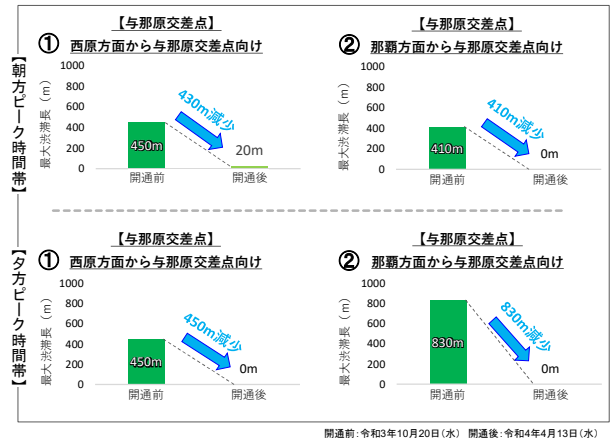 【朝方ピーク時間帯】
【与那原交差点】
① 西原方面から与那原交差点向け
最大渋滞長(m)
1000
800
600
400
200
0
430m減少
450m
20m
開通前
開通後
【与那原交差点】
② 那覇方面から与那原交差点向け
最大渋滞長(m)
1000
800
600
400
200
0
410m減少
410m
0m
開通前
開通後
【夕方ピーク時間帯】
【与那原交差点】
① 西原方面から与那原交差点向け
最大渋滞長(m)
1000
800
600
400
200
0
450m減少
450m
0m
開通前
開通後
【与那原交差点】
② 那覇方面から与那原交差点向け
最大渋滞長(m)
1000
800
600
400
200
0
830m減少
830m
0m
開通前
開通後
開通前:令和3年10月20日(水) 開通後:令和4年4月13日(水)